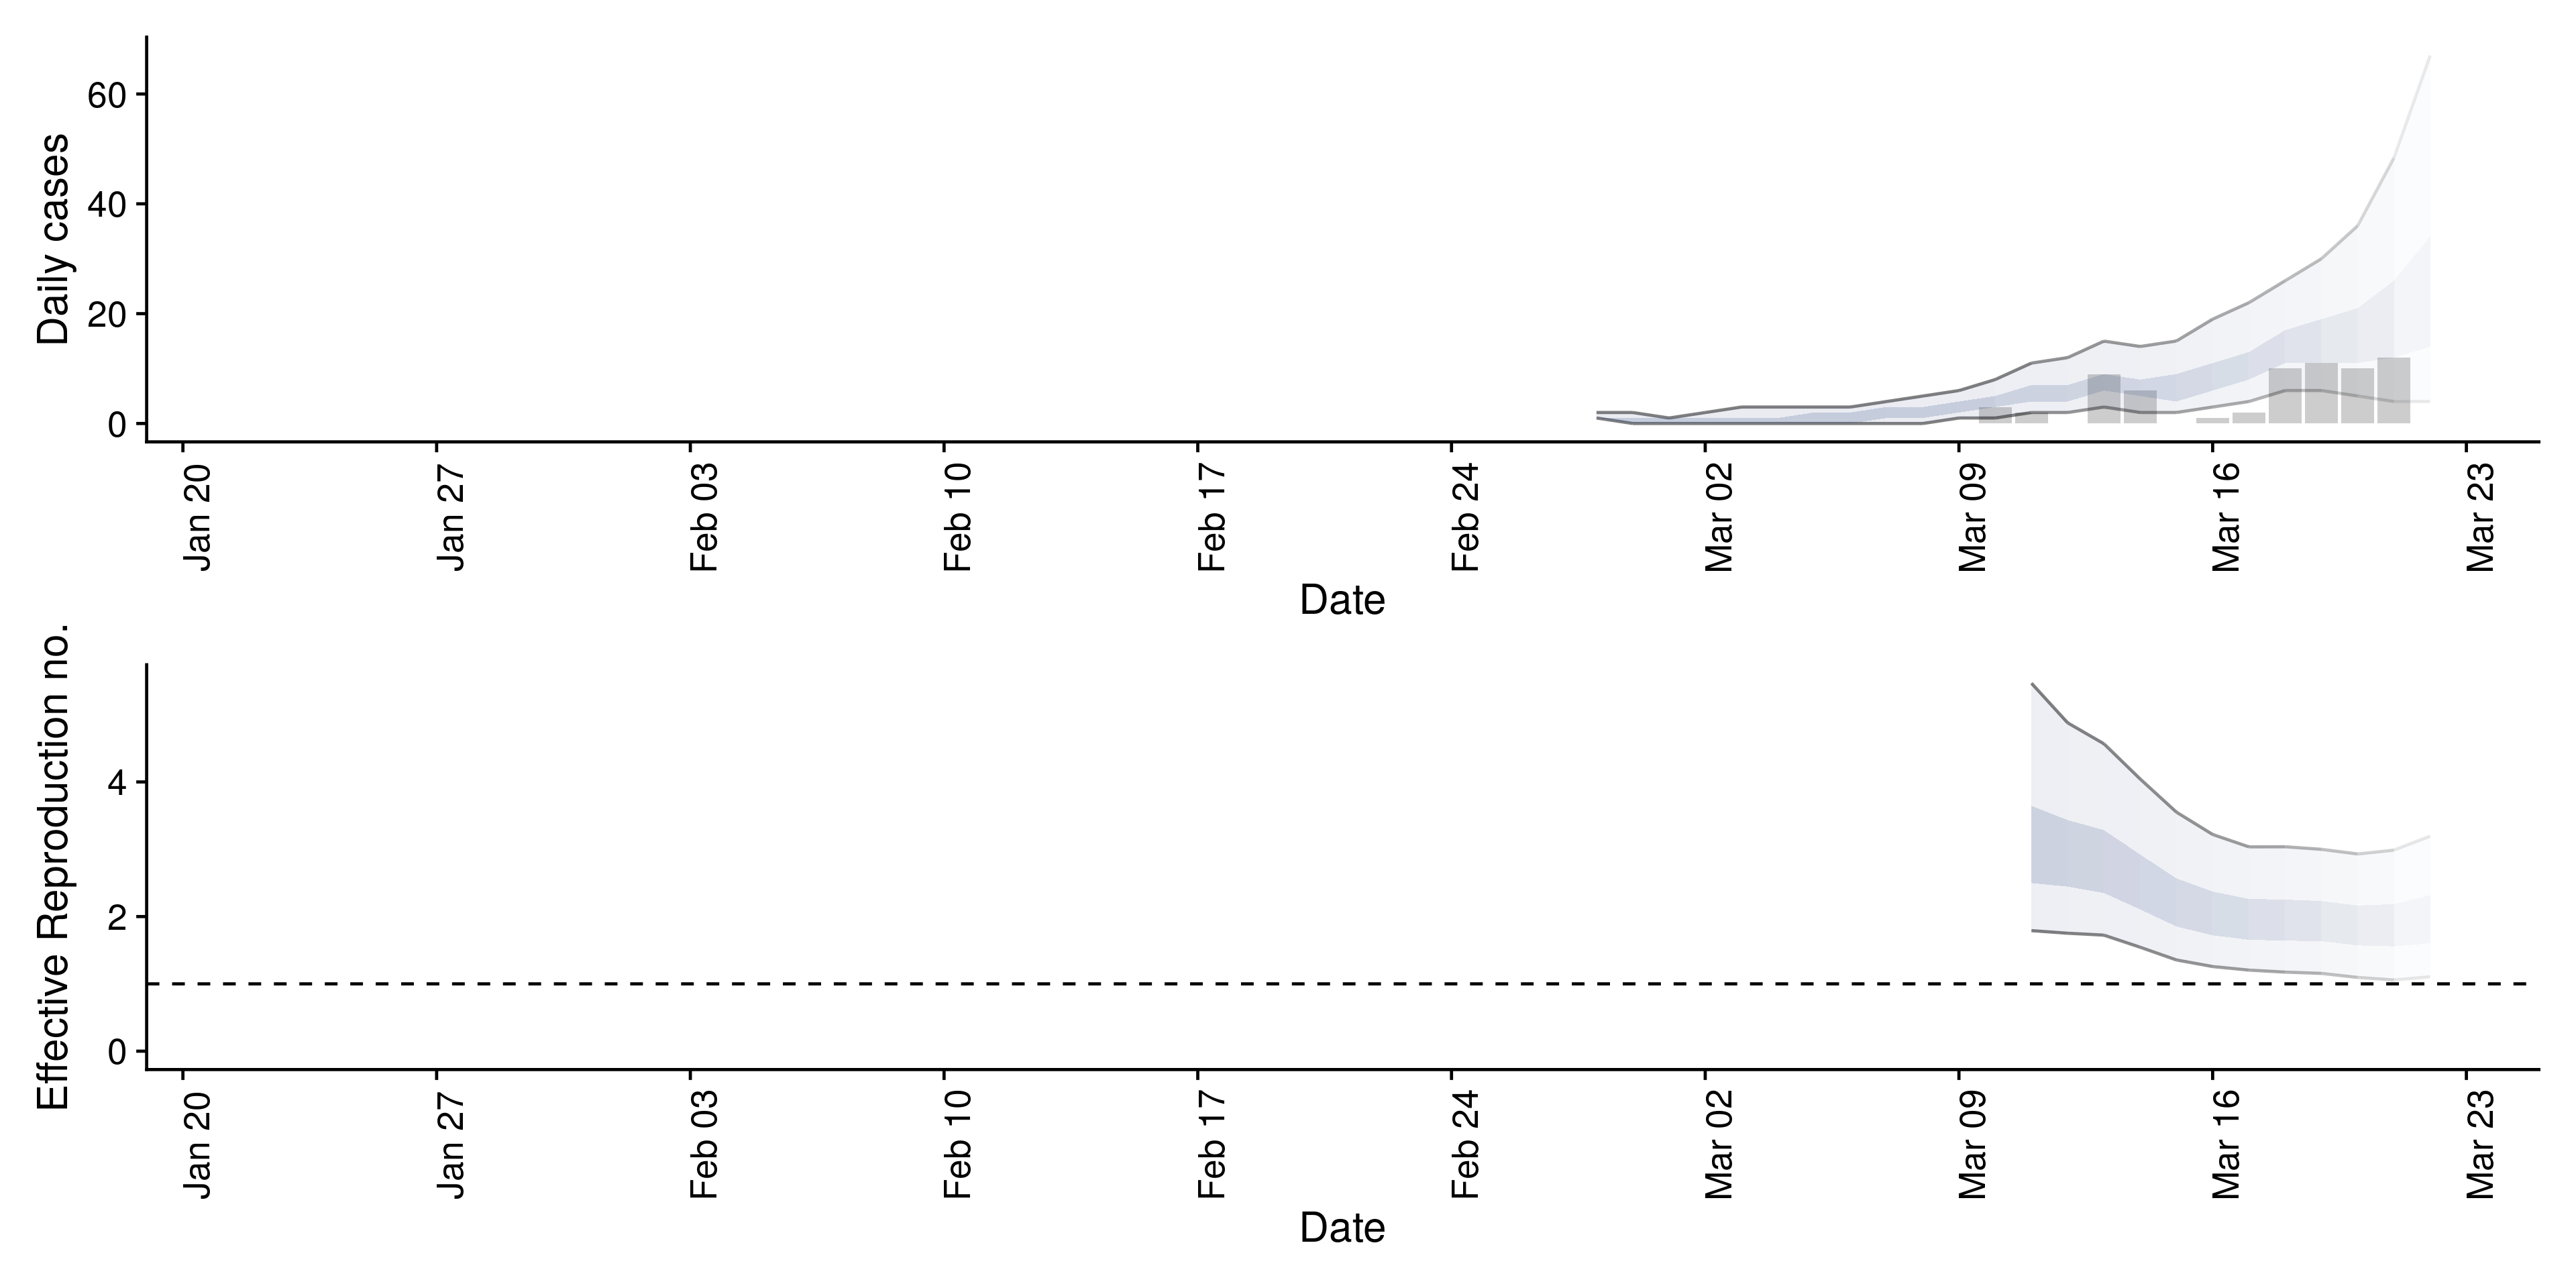 Daily cases
60
40
20
0
Jan 20
Jan 27
Feb 03
Feb 10
Feb 17
Feb 24
Mar 02
Mar 09
Mar 16
Mar 23
Date
Effective Reproduction no.
4
2
0
Jan 20
Jan 27
Feb 03
Feb 10
Feb 17
Feb 24
Mar 02
Mar 09
Mar 16
Mar 23
Date